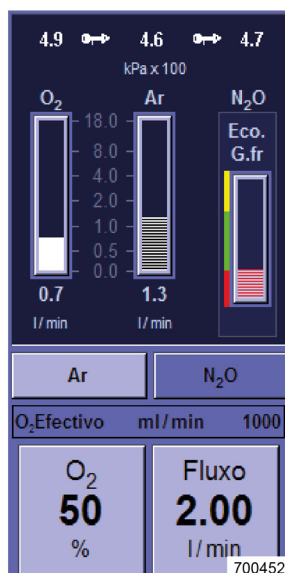 4.9 4.6 4.7
kPa x 100
O₂ Ar N₂O
18.0
8.0
4.0
2.0
1.0
0.5
0.0
Eco.
G.fr
0.7 1.3
l/min l/min
Ar N₂O
O₂Efectivo ml/min 1000
O₂ Fluxo
50 2.00
% l/min
700452